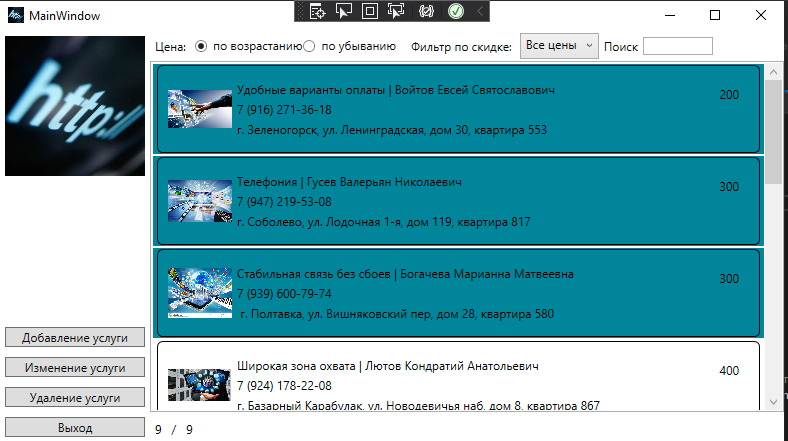 MainWindow
http://
Цена:
по возрастанию
по убыванию
Фильтр по скидке:
Все цены
Поиск
Удобные варианты оплаты | Войтов Евсей Святославович
200
7 (916) 271-36-18
г. Зеленогорск, ул. Ленинградская, дом 30, квартира 553
Телефония | Гусев Валерьян Николаевич
300
7 (947) 219-53-08
г. Соболево, ул. Лодочная 1-я, дом 119, квартира 817
Стабильная связь без сбоев | Богачева Марианна Матвеевна
300
7 (939) 600-79-74
г. Полтавка, ул. Вишняковский пер, дом 28, квартира 580
Широкая зона охвата | Лютов Кондратий Анатольевич
400
7 (924) 178-22-08
г. Базарный Карабулак, ул. Новодевичья наб, дом 8, квартира 867
Добавление услуги
Изменение услуги
Удаление услуги
Выход
9 / 9